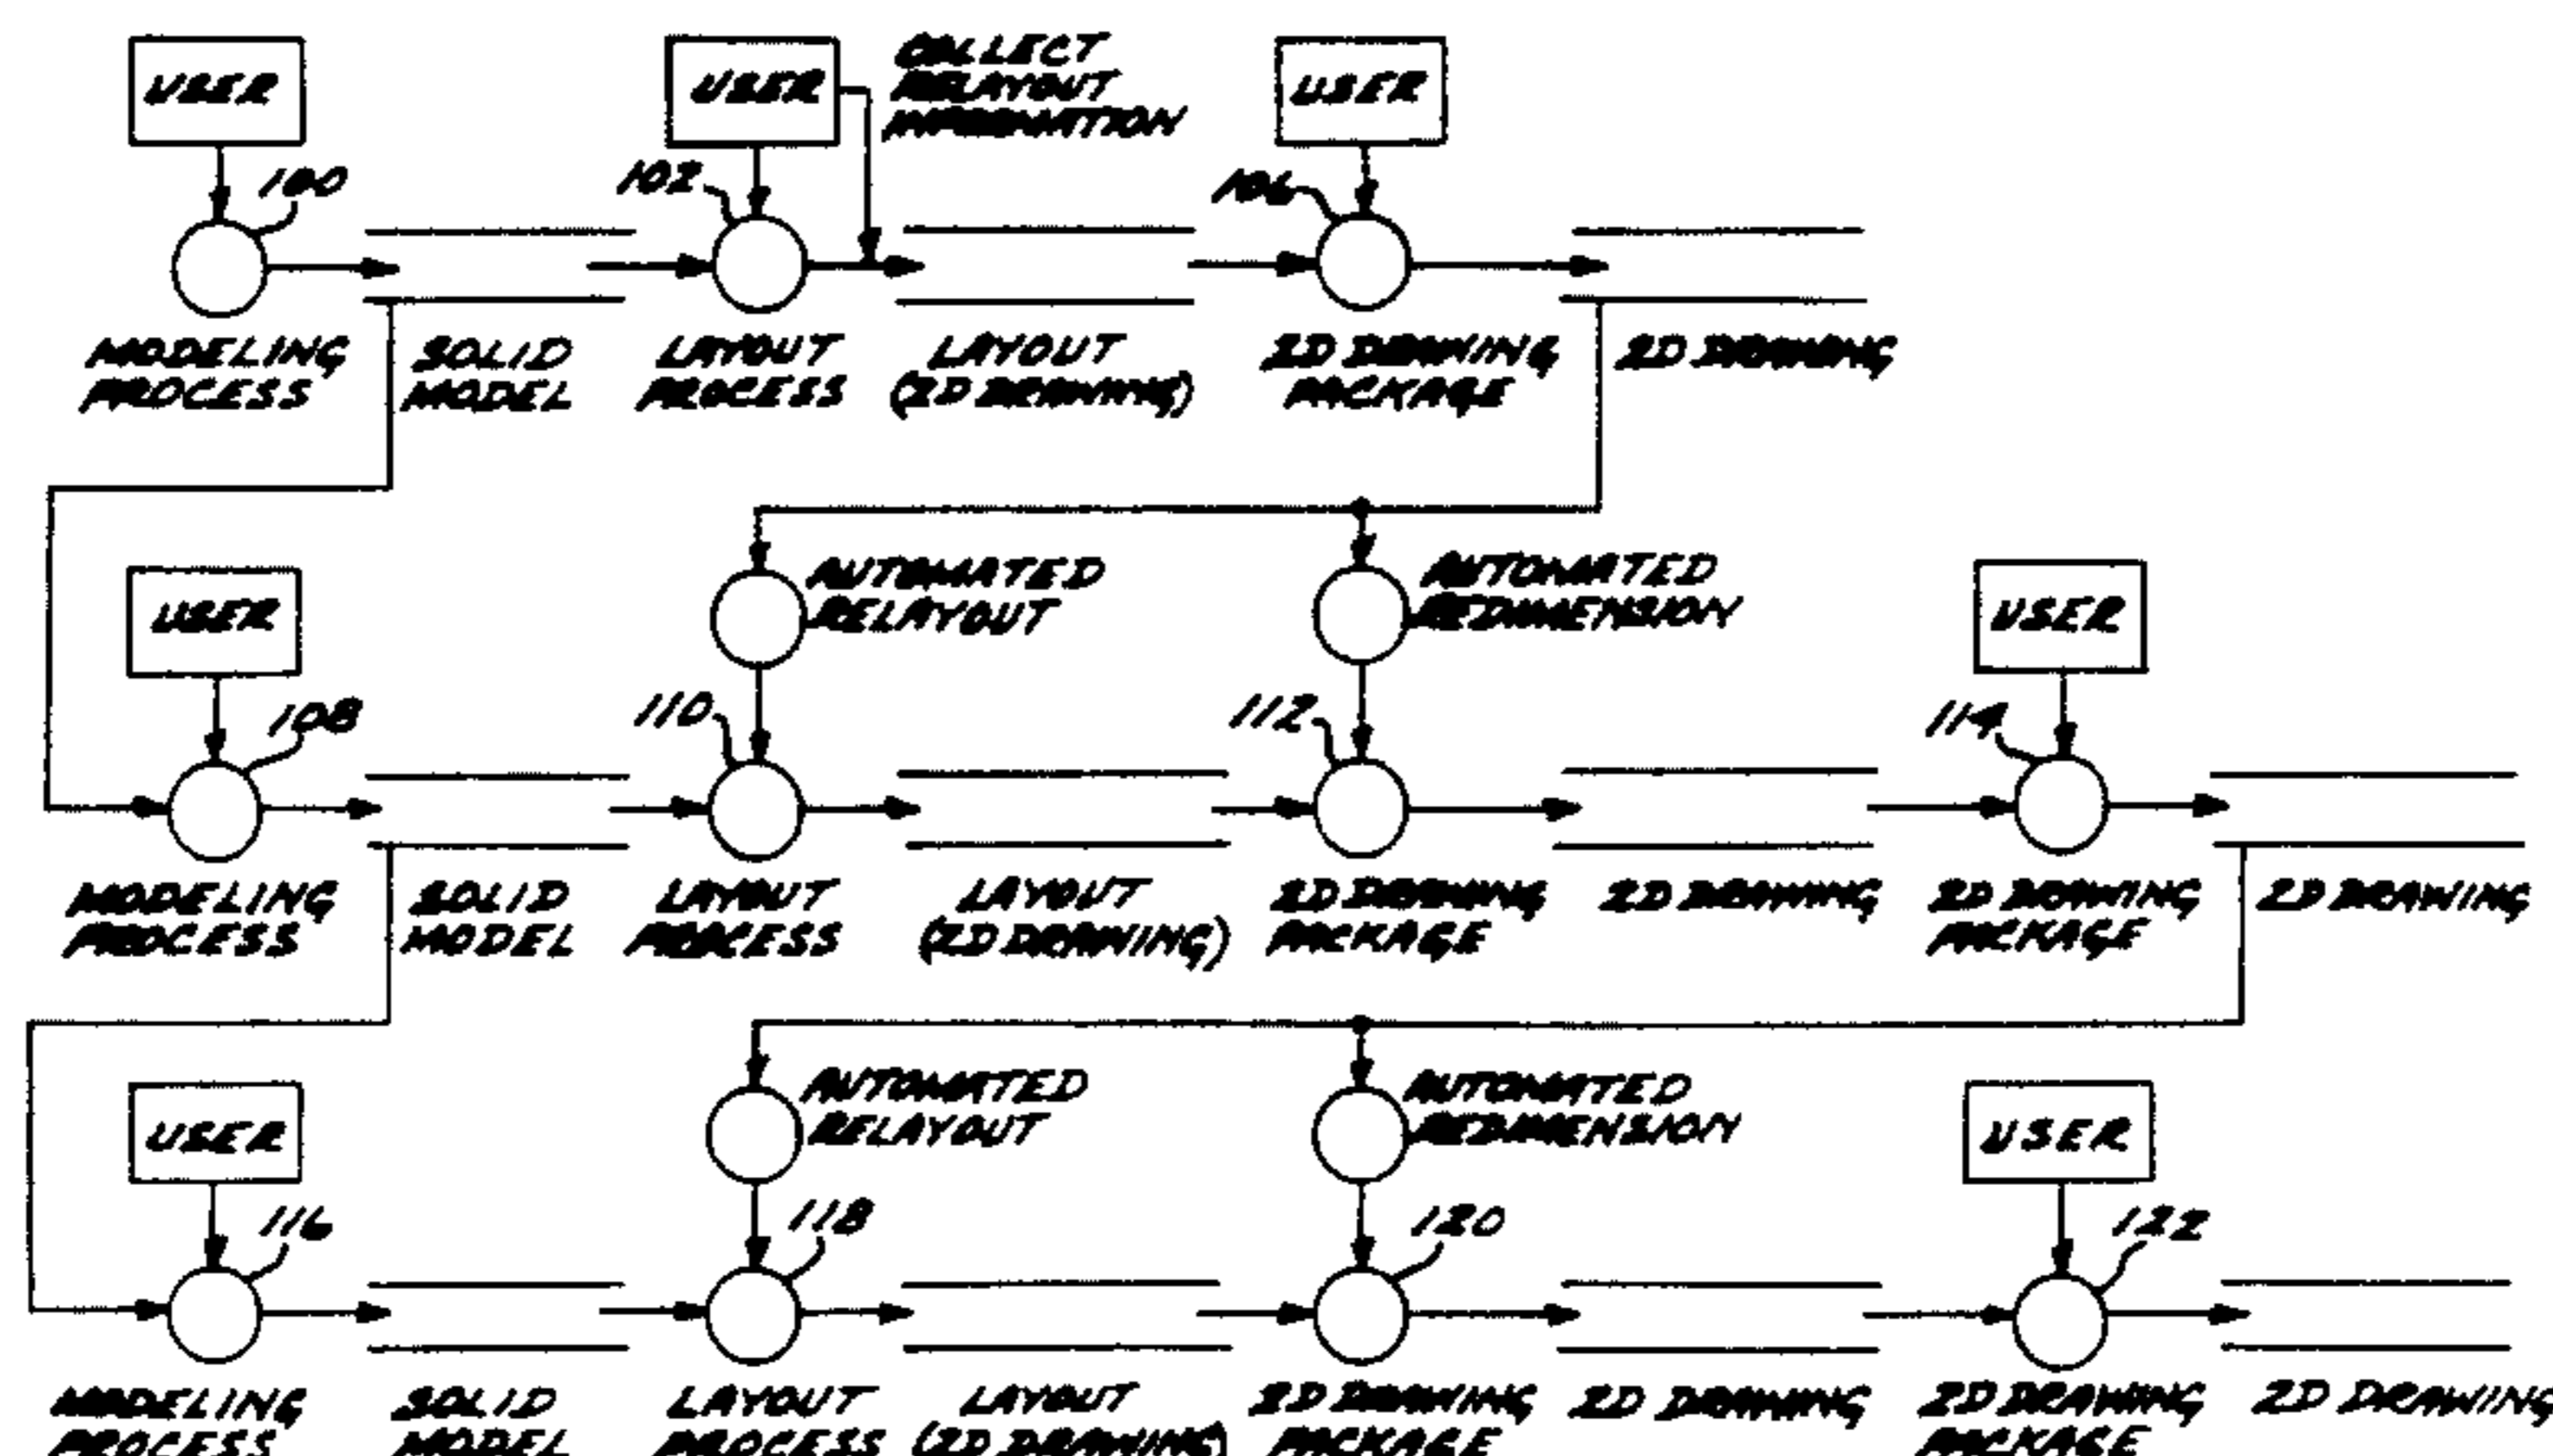 USER
USER
COLLECT
RELAYOUT
INFORMATION
USER
100
102
106
MODELING
PROCESS
SOLID
MODEL
LAYOUT
PROCESS
LAYOUT
(2D DRAWING)
2D DRAWING
PACKAGE
2D DRAWING
USER
AUTOMATED
RELAYOUT
AUTOMATED
REDIMENSION
USER
108
110
112
114
MODELING
PROCESS
SOLID
MODEL
LAYOUT
PROCESS
LAYOUT
(2D DRAWING)
2D DRAWING
PACKAGE
2D DRAWING
2D DRAWING
PACKAGE
2D DRAWING
USER
AUTOMATED
RELAYOUT
AUTOMATED
REDIMENSION
USER
116
118
120
122
MODELING
PROCESS
SOLID
MODEL
LAYOUT
PROCESS
LAYOUT
(2D DRAWING)
2D DRAWING
PACKAGE
2D DRAWING
2D DRAWING
PACKAGE
2D DRAWING